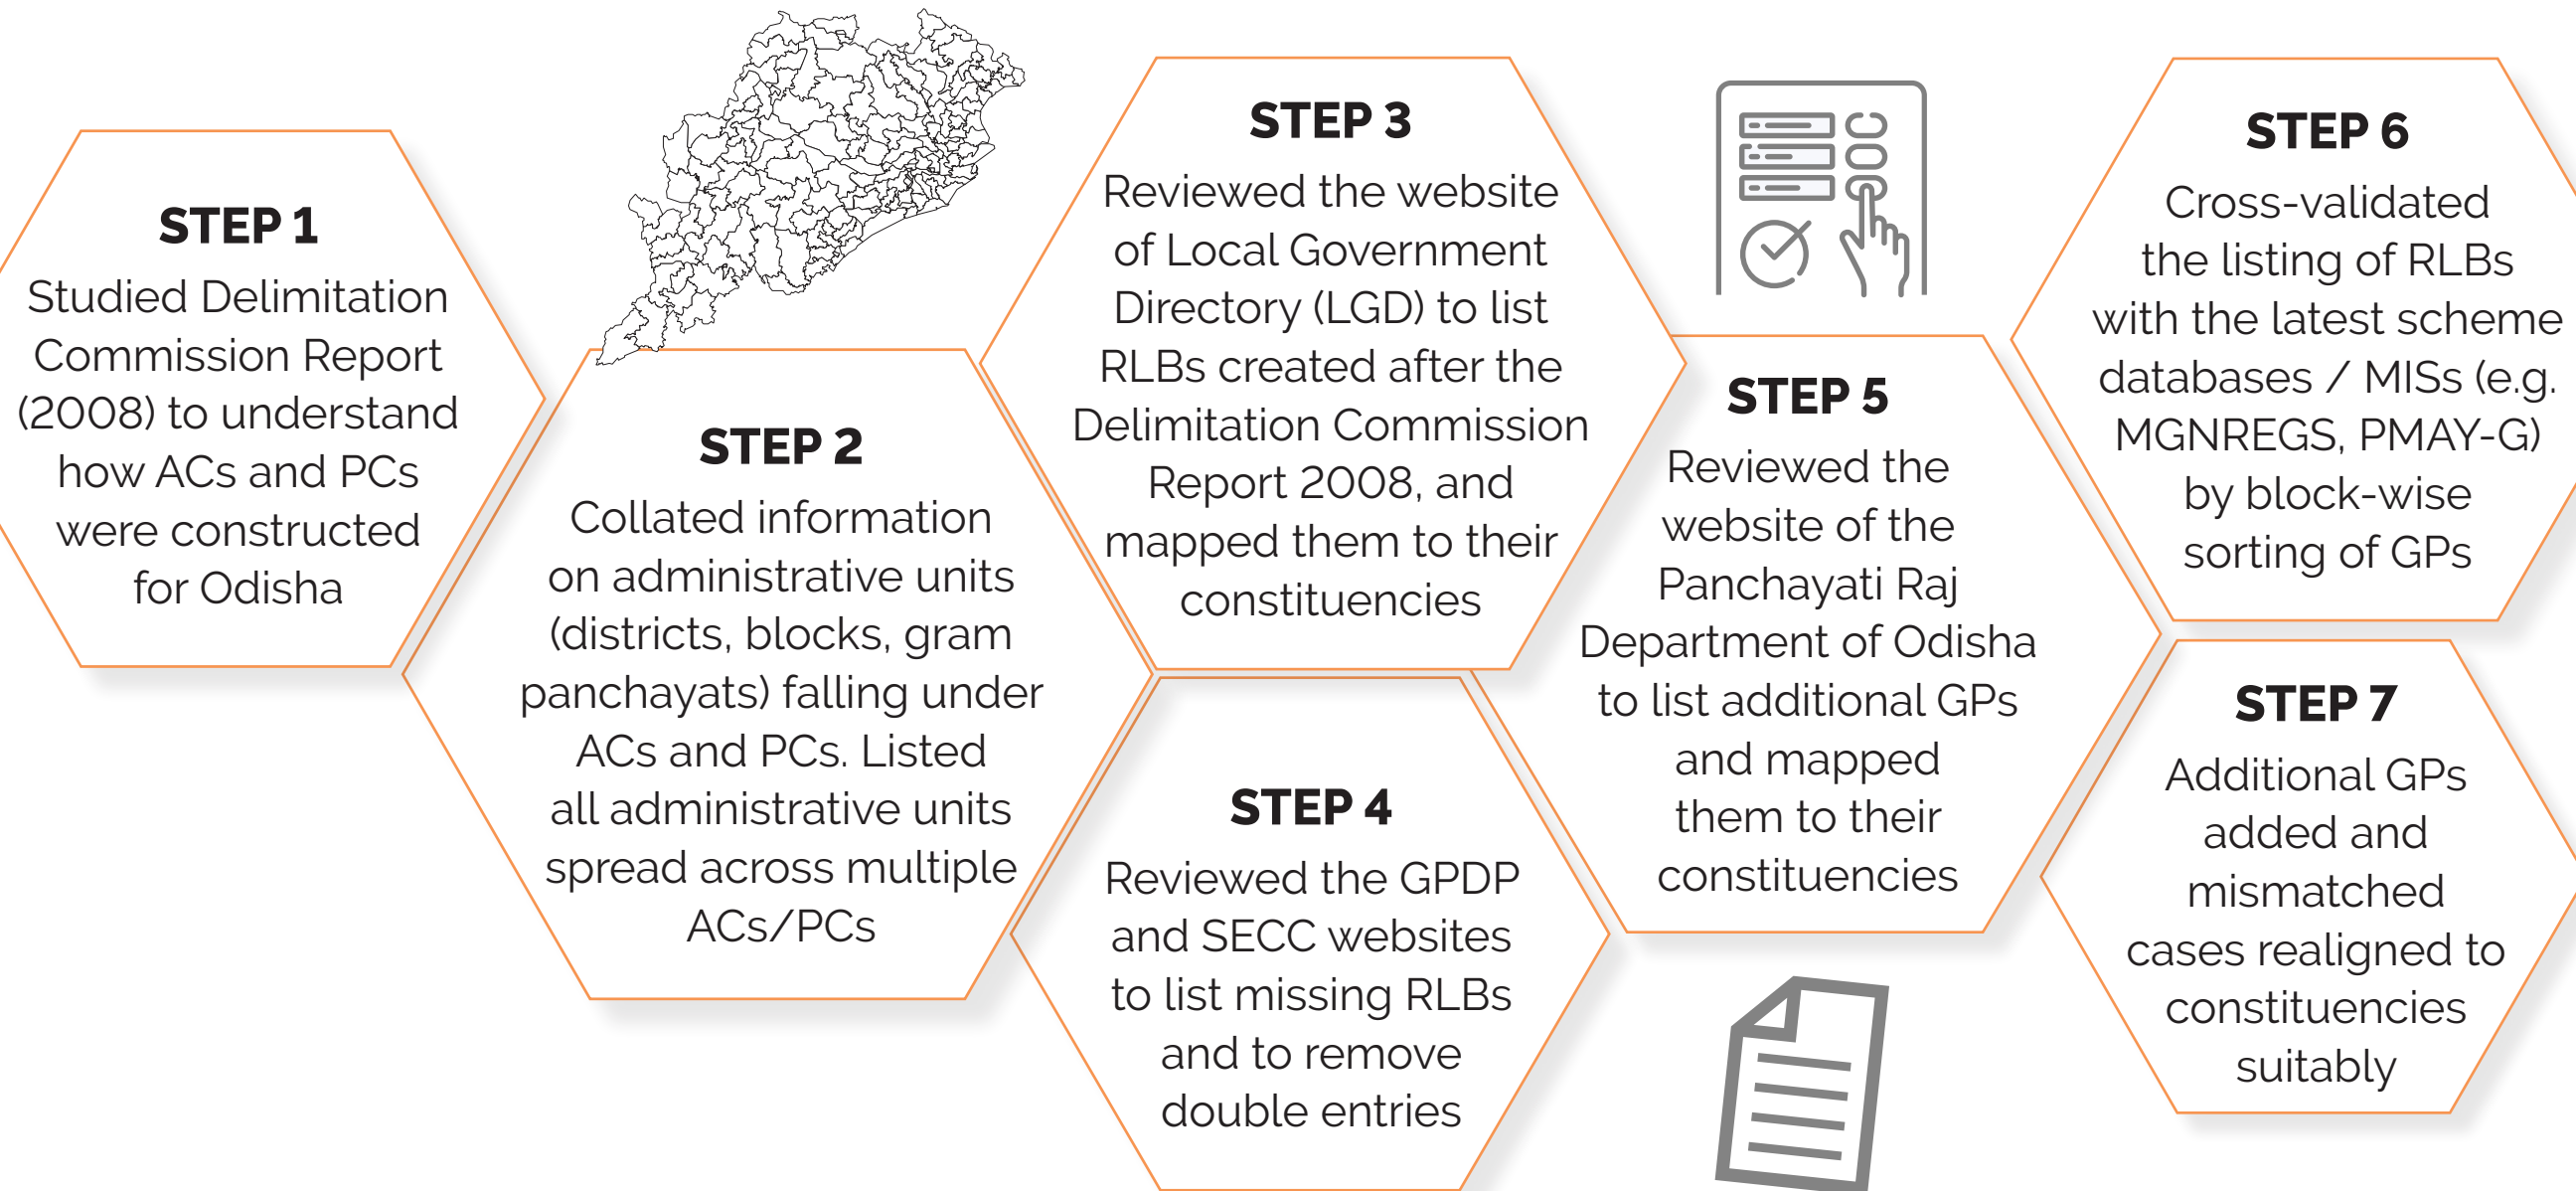 STEP 1
Studied Delimitation
Commission Report
(2008) to understand
how ACs and PCs
were constructed
for Odisha
STEP 2
Collated information
on administrative units
(districts, blocks, gram
panchayats) falling under
ACs and PCs. Listed
all administrative units
spread across multiple
ACs/PCs
STEP 3
Reviewed the website
of Local Government
Directory (LGD) to list
RLBs created after the
Delimitation Commission
Report 2008, and
mapped them to their
constituencies
STEP 4
Reviewed the GPDP
and SECC websites
to list missing RLBs
and to remove
double entries
STEP 5
Reviewed the
website of the
Panchayati Raj
Department of Odisha
to list additional GPs
and mapped
them to their
constituencies
STEP 6
Cross-validated
the listing of RLBs
with the latest scheme
databases / MISs (e.g.
MGNREGS, PMAY-G)
by block-wise
sorting of GPs
STEP 7
Additional GPs
added and
mismatched
cases realigned to
constituencies
suitably